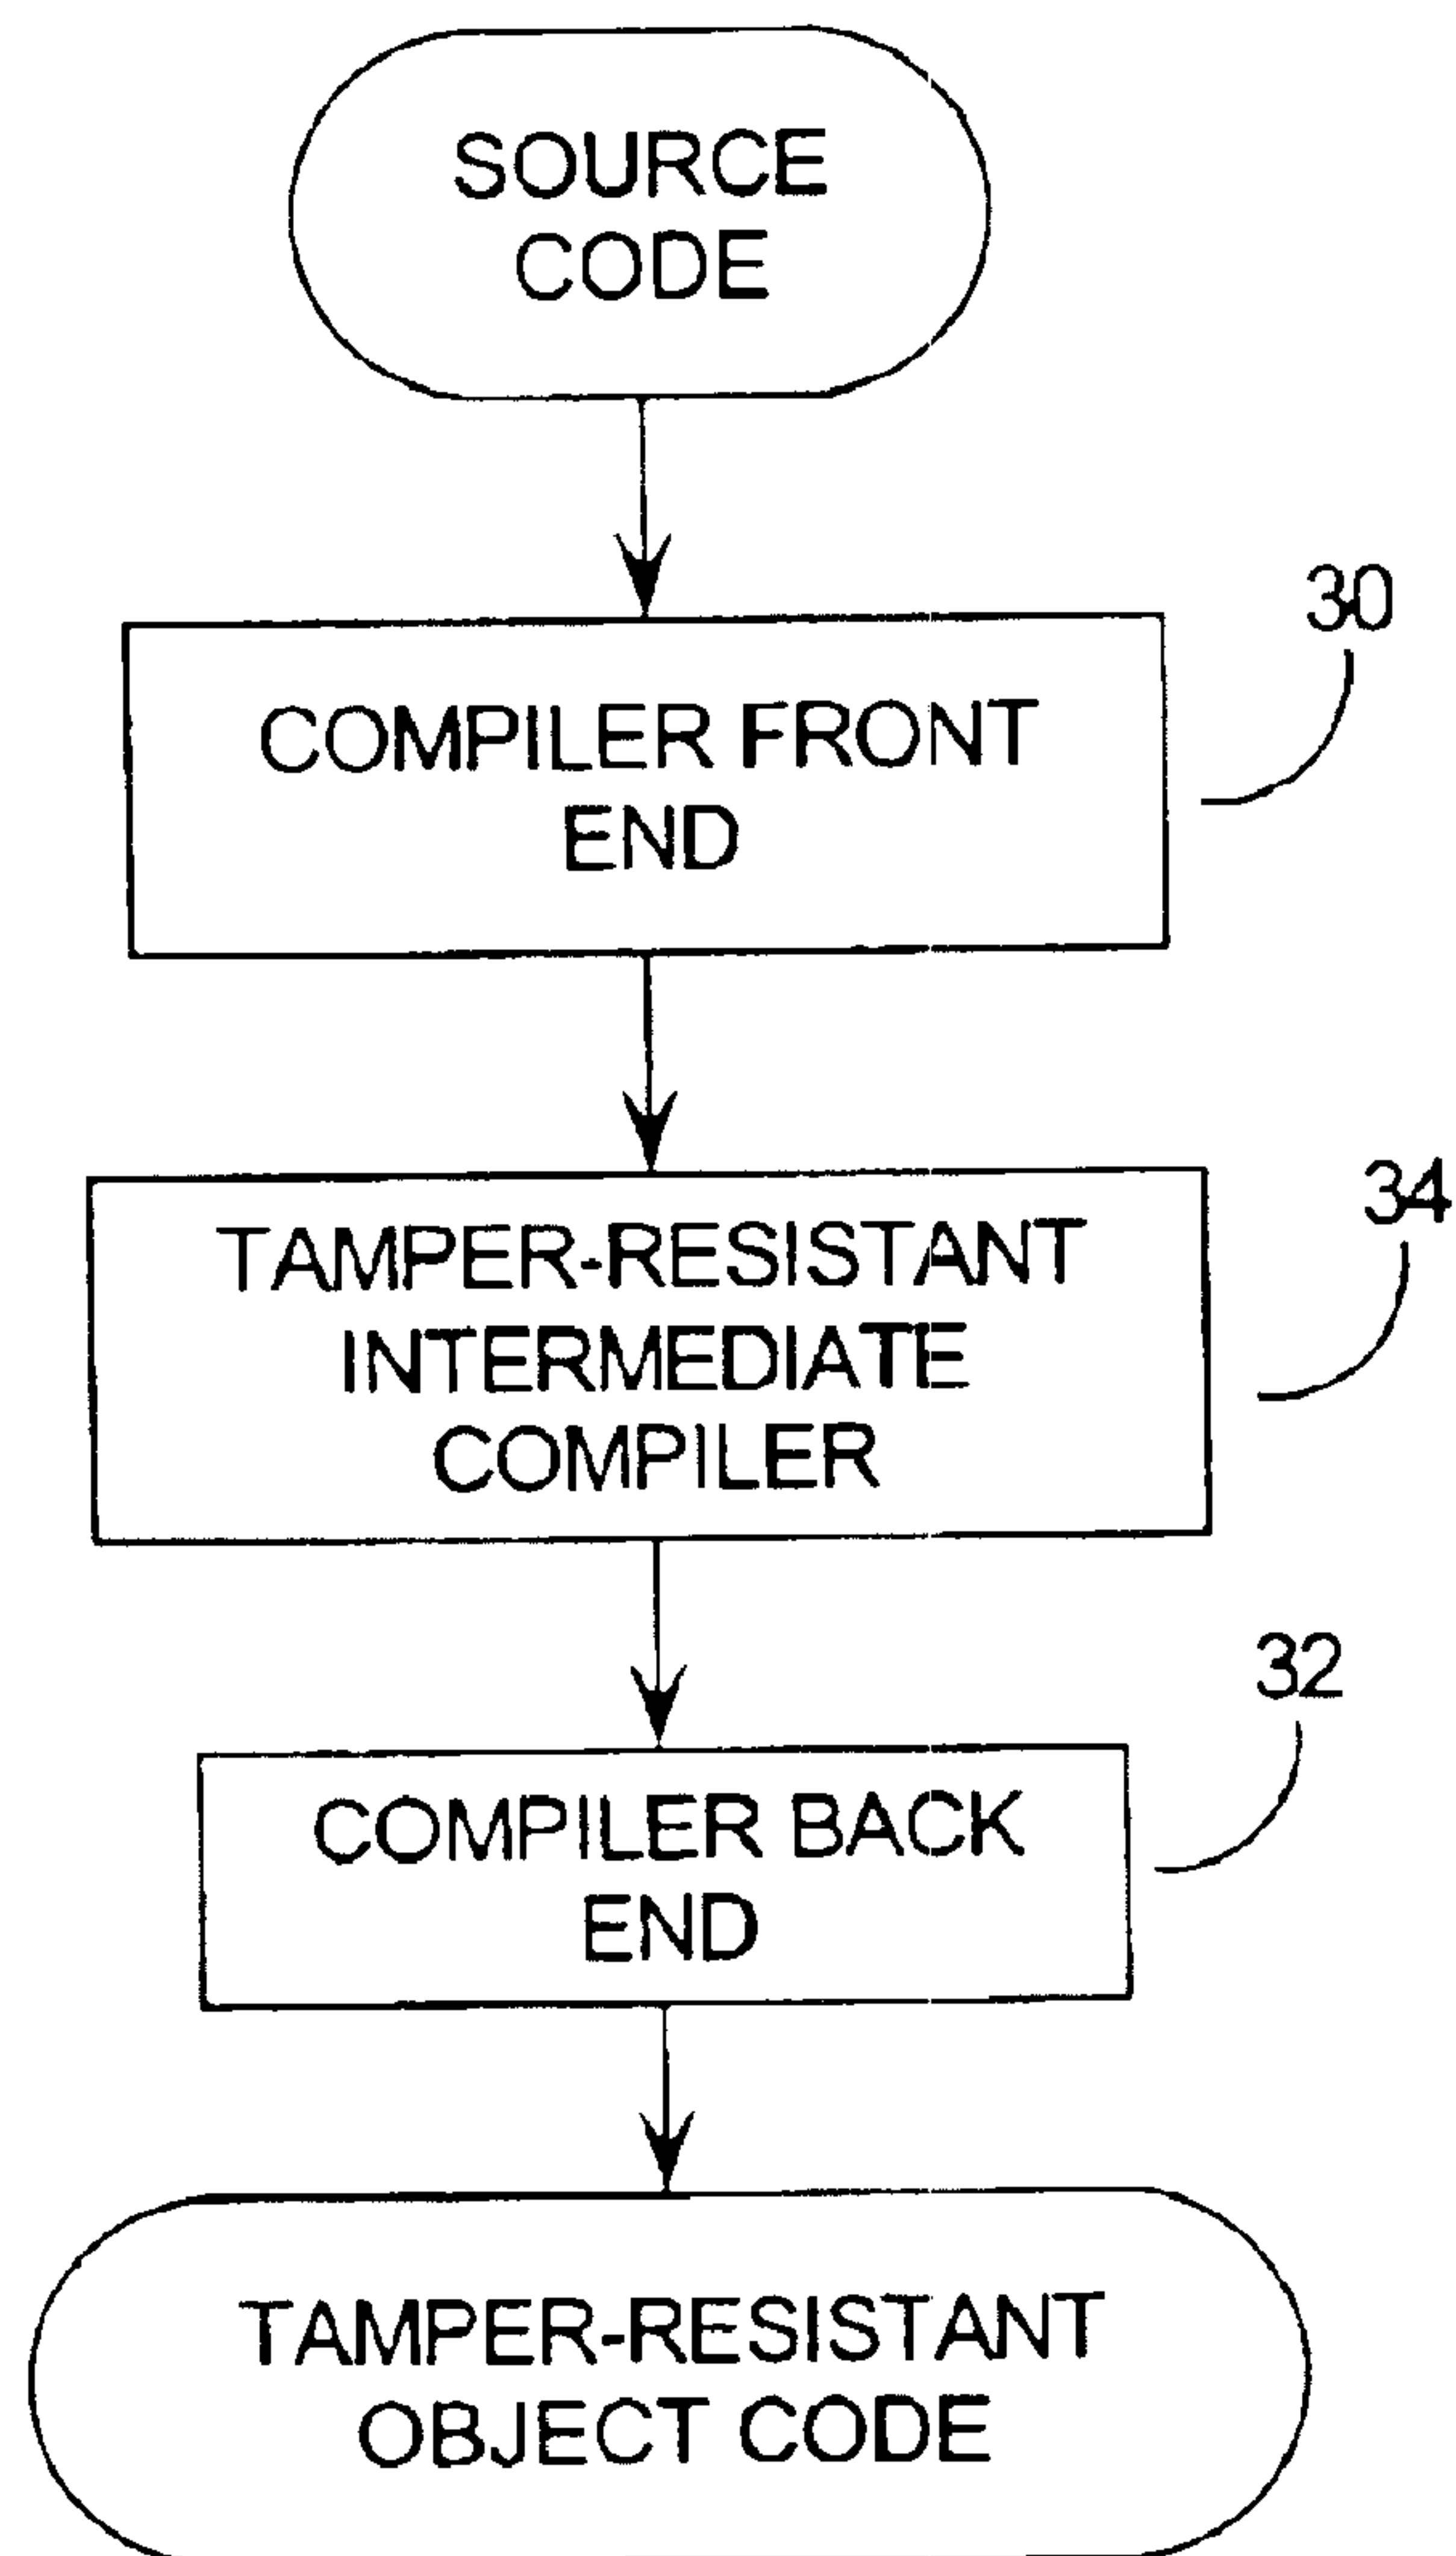 SOURCE
CODE
30
COMPILER FRONT
END
34
TAMPER-RESISTANT
INTERMEDIATE
COMPILER
32
COMPILER BACK
END
TAMPER-RESISTANT
OBJECT CODE